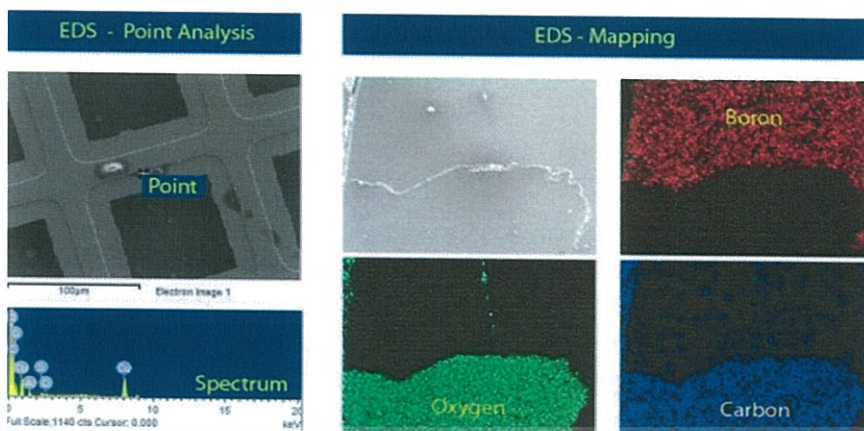 EDS - Point Analysis
EDS - Mapping
Point
100µm
Electron Image 1
Boron
Spectrum
0 5 10 15 20
Full Scale 1140 cts Cursor: 0.000
keV
Oxygen
Carbon